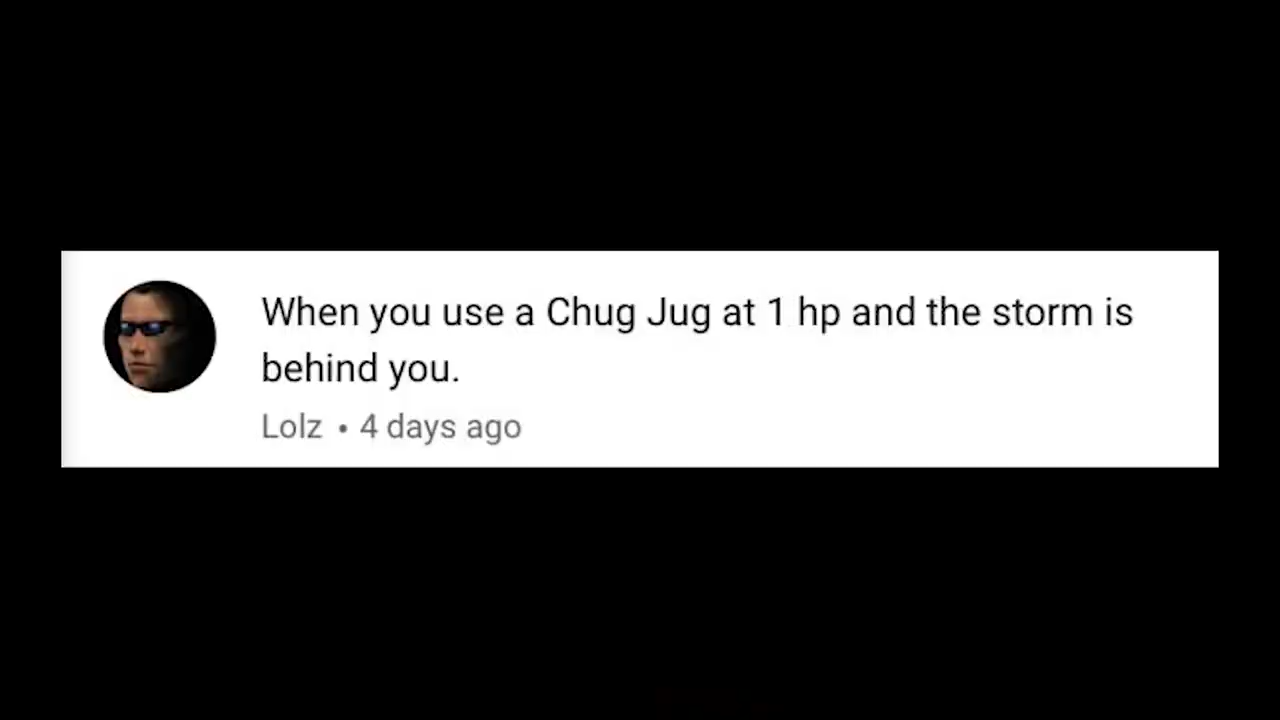 When you use a Chug Jug at 1 hp and the storm is
behind you.
Lolz • 4 days ago